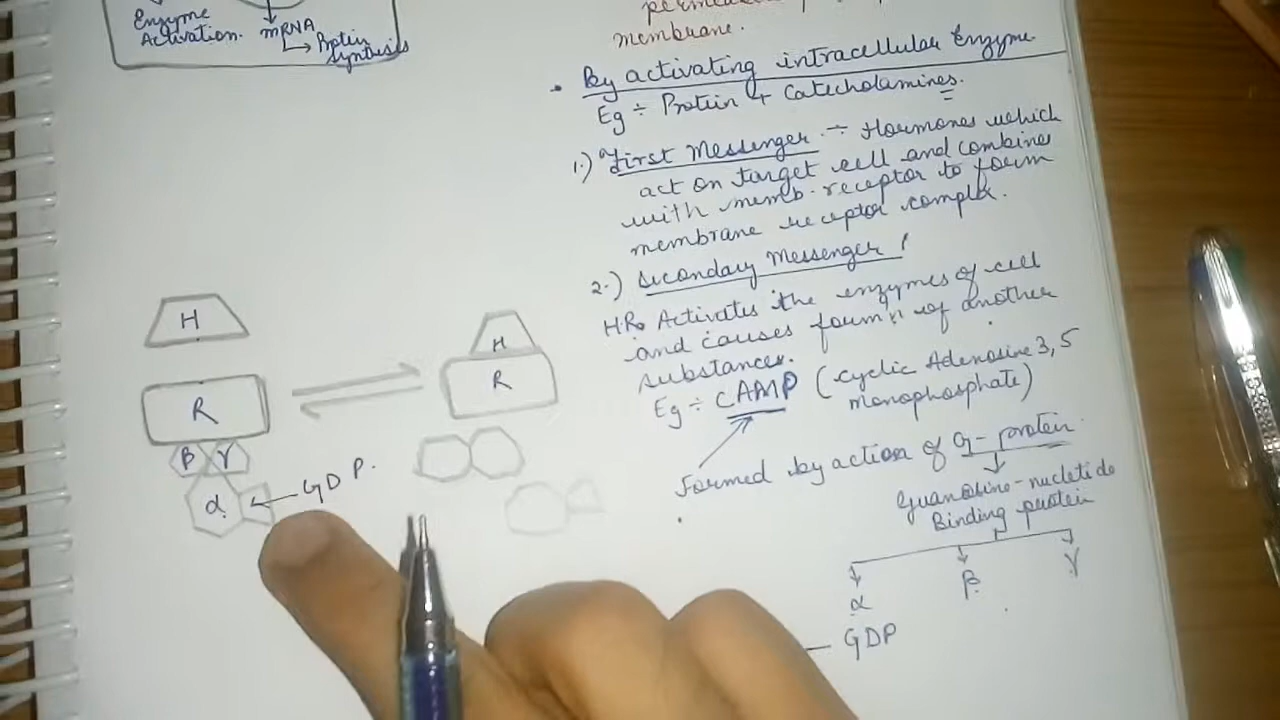 Enzyme
Activation.
mRNA
Protein
Synthesis
membrane.
• By activating intracellular Enzyme.
Eg ÷ Protein + Catecholamines.
1.) First Messenger ÷ Hormones which
act on target cell and combines
with memb. receptor to form
membrane receptor complex.
2.) Secondary Messenger !
HRc Activates the enzymes of cell
and causes form'n of another
substances.
Eg ÷ cAMP (cyclic Adenosine 3,5
monophosphate)
Formed by action of G-protein.
Guanosine-nucletide
Binding protein
α β γ
GDP
H
R
β γ
α
GDP.
H
R